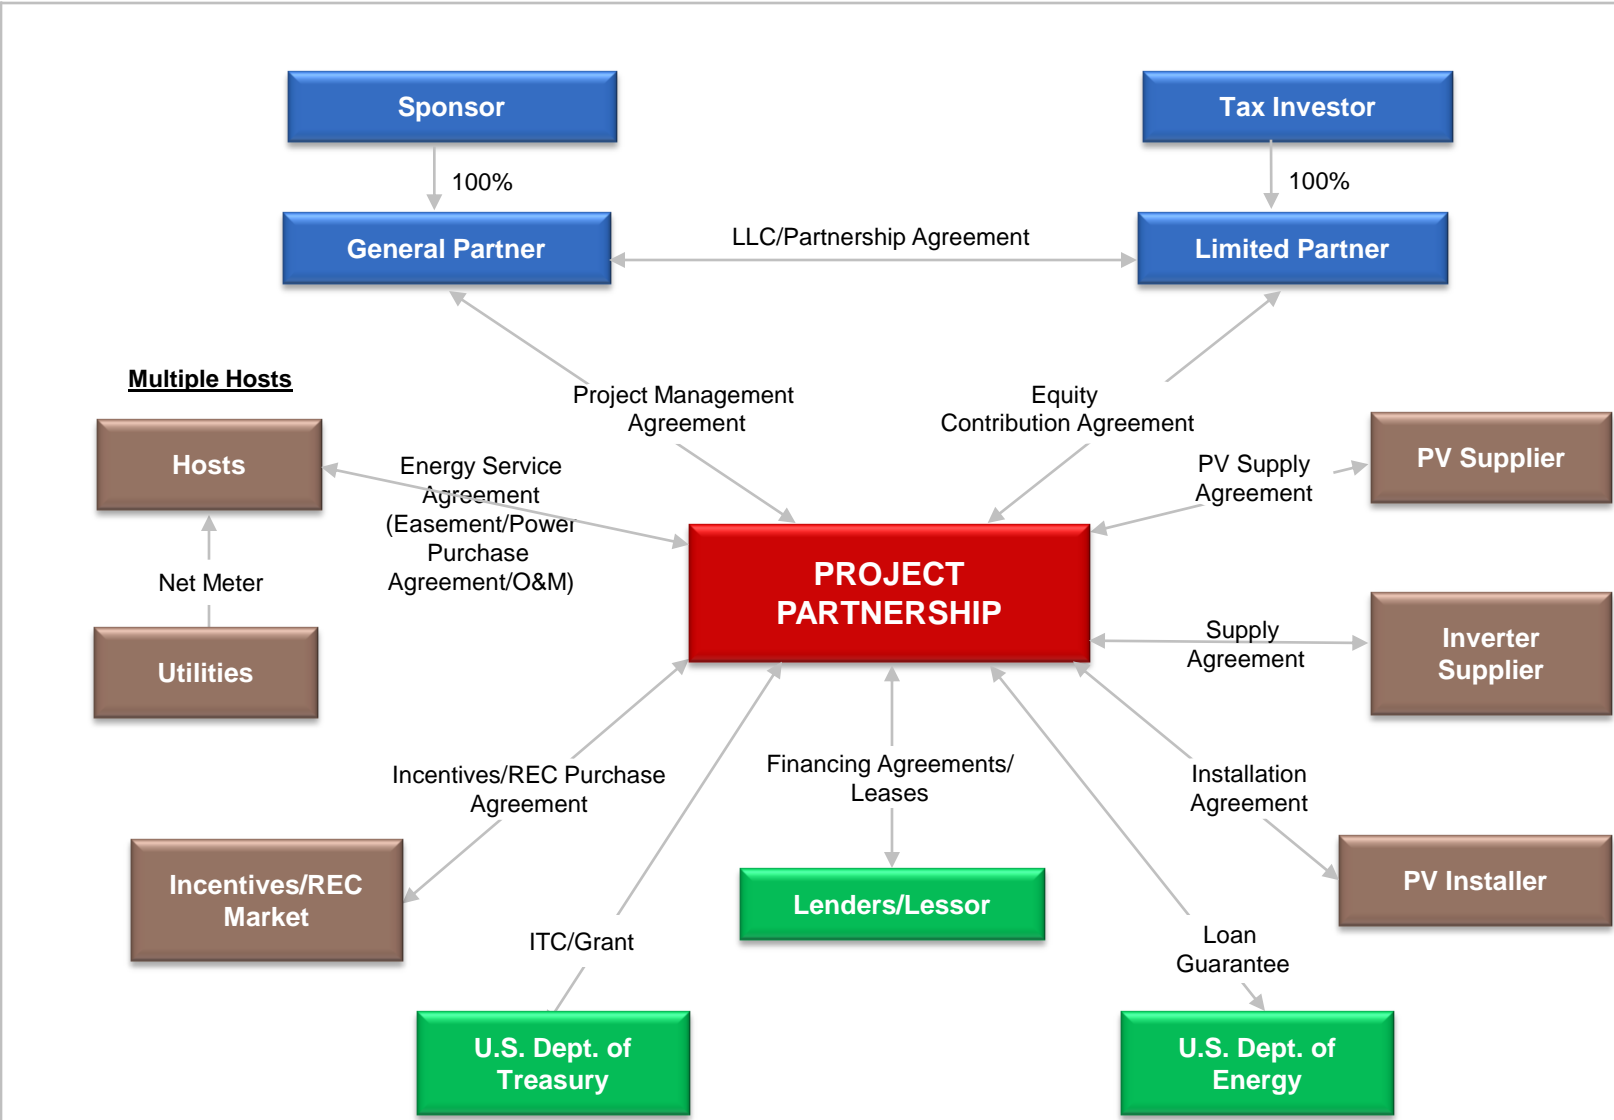 Sponsor
Tax Investor
100%
100%
General Partner
LLC/Partnership Agreement
Limited Partner
Multiple Hosts
Project Management
Agreement
Equity
Contribution Agreement
Hosts
Energy Service
Agreement
(Easement/Power
Purchase
Agreement/O&M)
PV Supply
Agreement
PV Supplier
PROJECT
PARTNERSHIP
Net Meter
Utilities
Supply
Agreement
Inverter
Supplier
Incentives/REC Purchase
Agreement
Financing Agreements/
Leases
Installation
Agreement
Incentives/REC
Market
Lenders/Lessor
PV Installer
ITC/Grant
Loan
Guarantee
U.S. Dept. of
Treasury
U.S. Dept. of
Energy